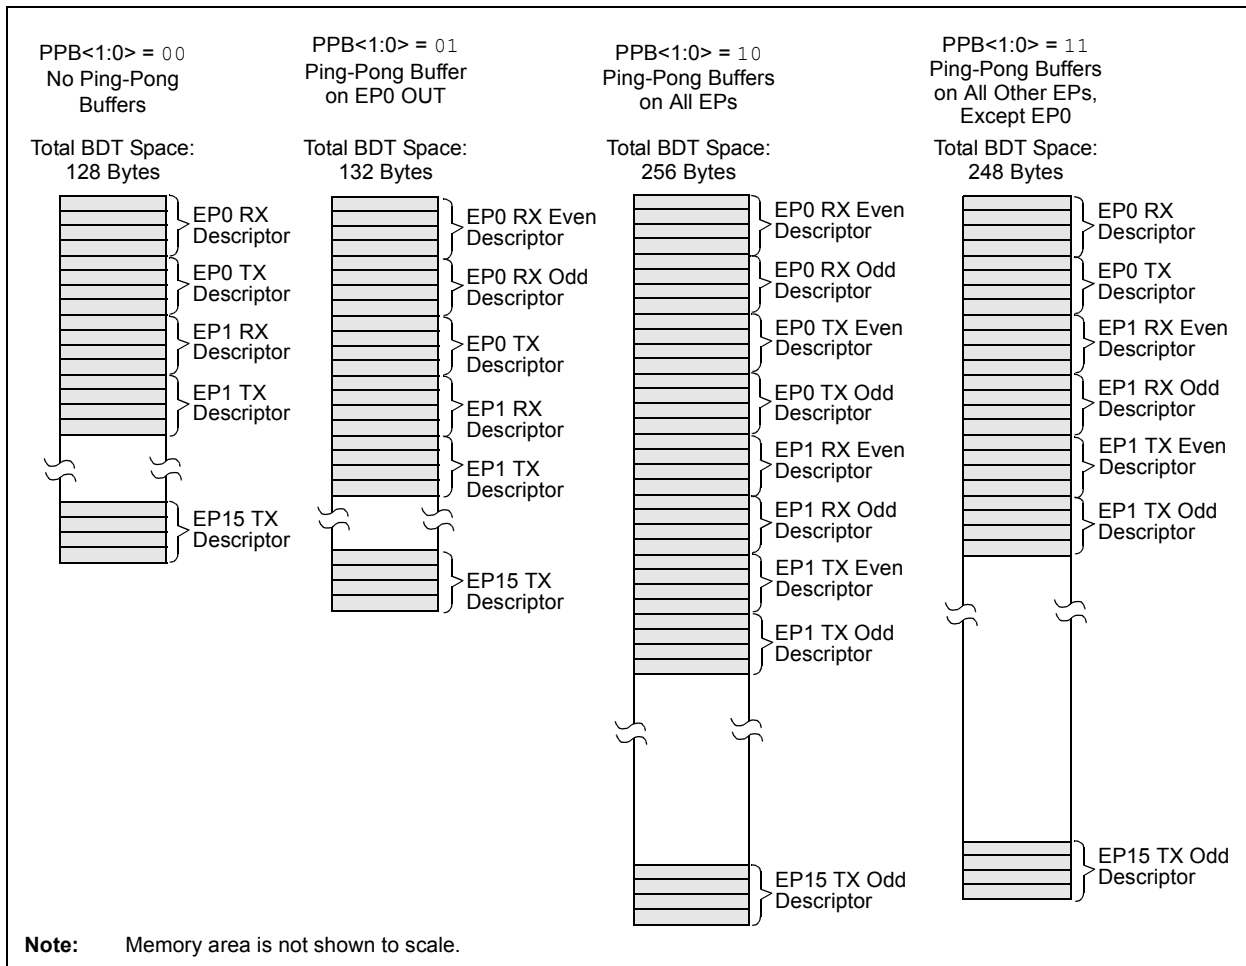 PPB<1:0> = 00
No Ping-Pong
Buffers
Total BDT Space:
128 Bytes
EP0 RX
Descriptor
EP0 TX
Descriptor
EP1 RX
Descriptor
EP1 TX
Descriptor
EP15 TX
Descriptor
PPB<1:0> = 01
Ping-Pong Buffer
on EP0 OUT
Total BDT Space:
132 Bytes
EP0 RX Even
Descriptor
EP0 RX Odd
Descriptor
EP0 TX
Descriptor
EP1 RX
Descriptor
EP1 TX
Descriptor
EP15 TX
Descriptor
PPB<1:0> = 10
Ping-Pong Buffers
on All EPs
Total BDT Space:
256 Bytes
EP0 RX Even
Descriptor
EP0 RX Odd
Descriptor
EP0 TX Even
Descriptor
EP0 TX Odd
Descriptor
EP1 RX Even
Descriptor
EP1 RX Odd
Descriptor
EP1 TX Even
Descriptor
EP1 TX Odd
Descriptor
EP15 TX Odd
Descriptor
PPB<1:0> = 11
Ping-Pong Buffers
on All Other EPs,
Except EP0
Total BDT Space:
248 Bytes
EP0 RX
Descriptor
EP0 TX
Descriptor
EP1 RX Even
Descriptor
EP1 RX Odd
Descriptor
EP1 TX Even
Descriptor
EP1 TX Odd
Descriptor
EP15 TX Odd
Descriptor
Note: Memory area is not shown to scale.